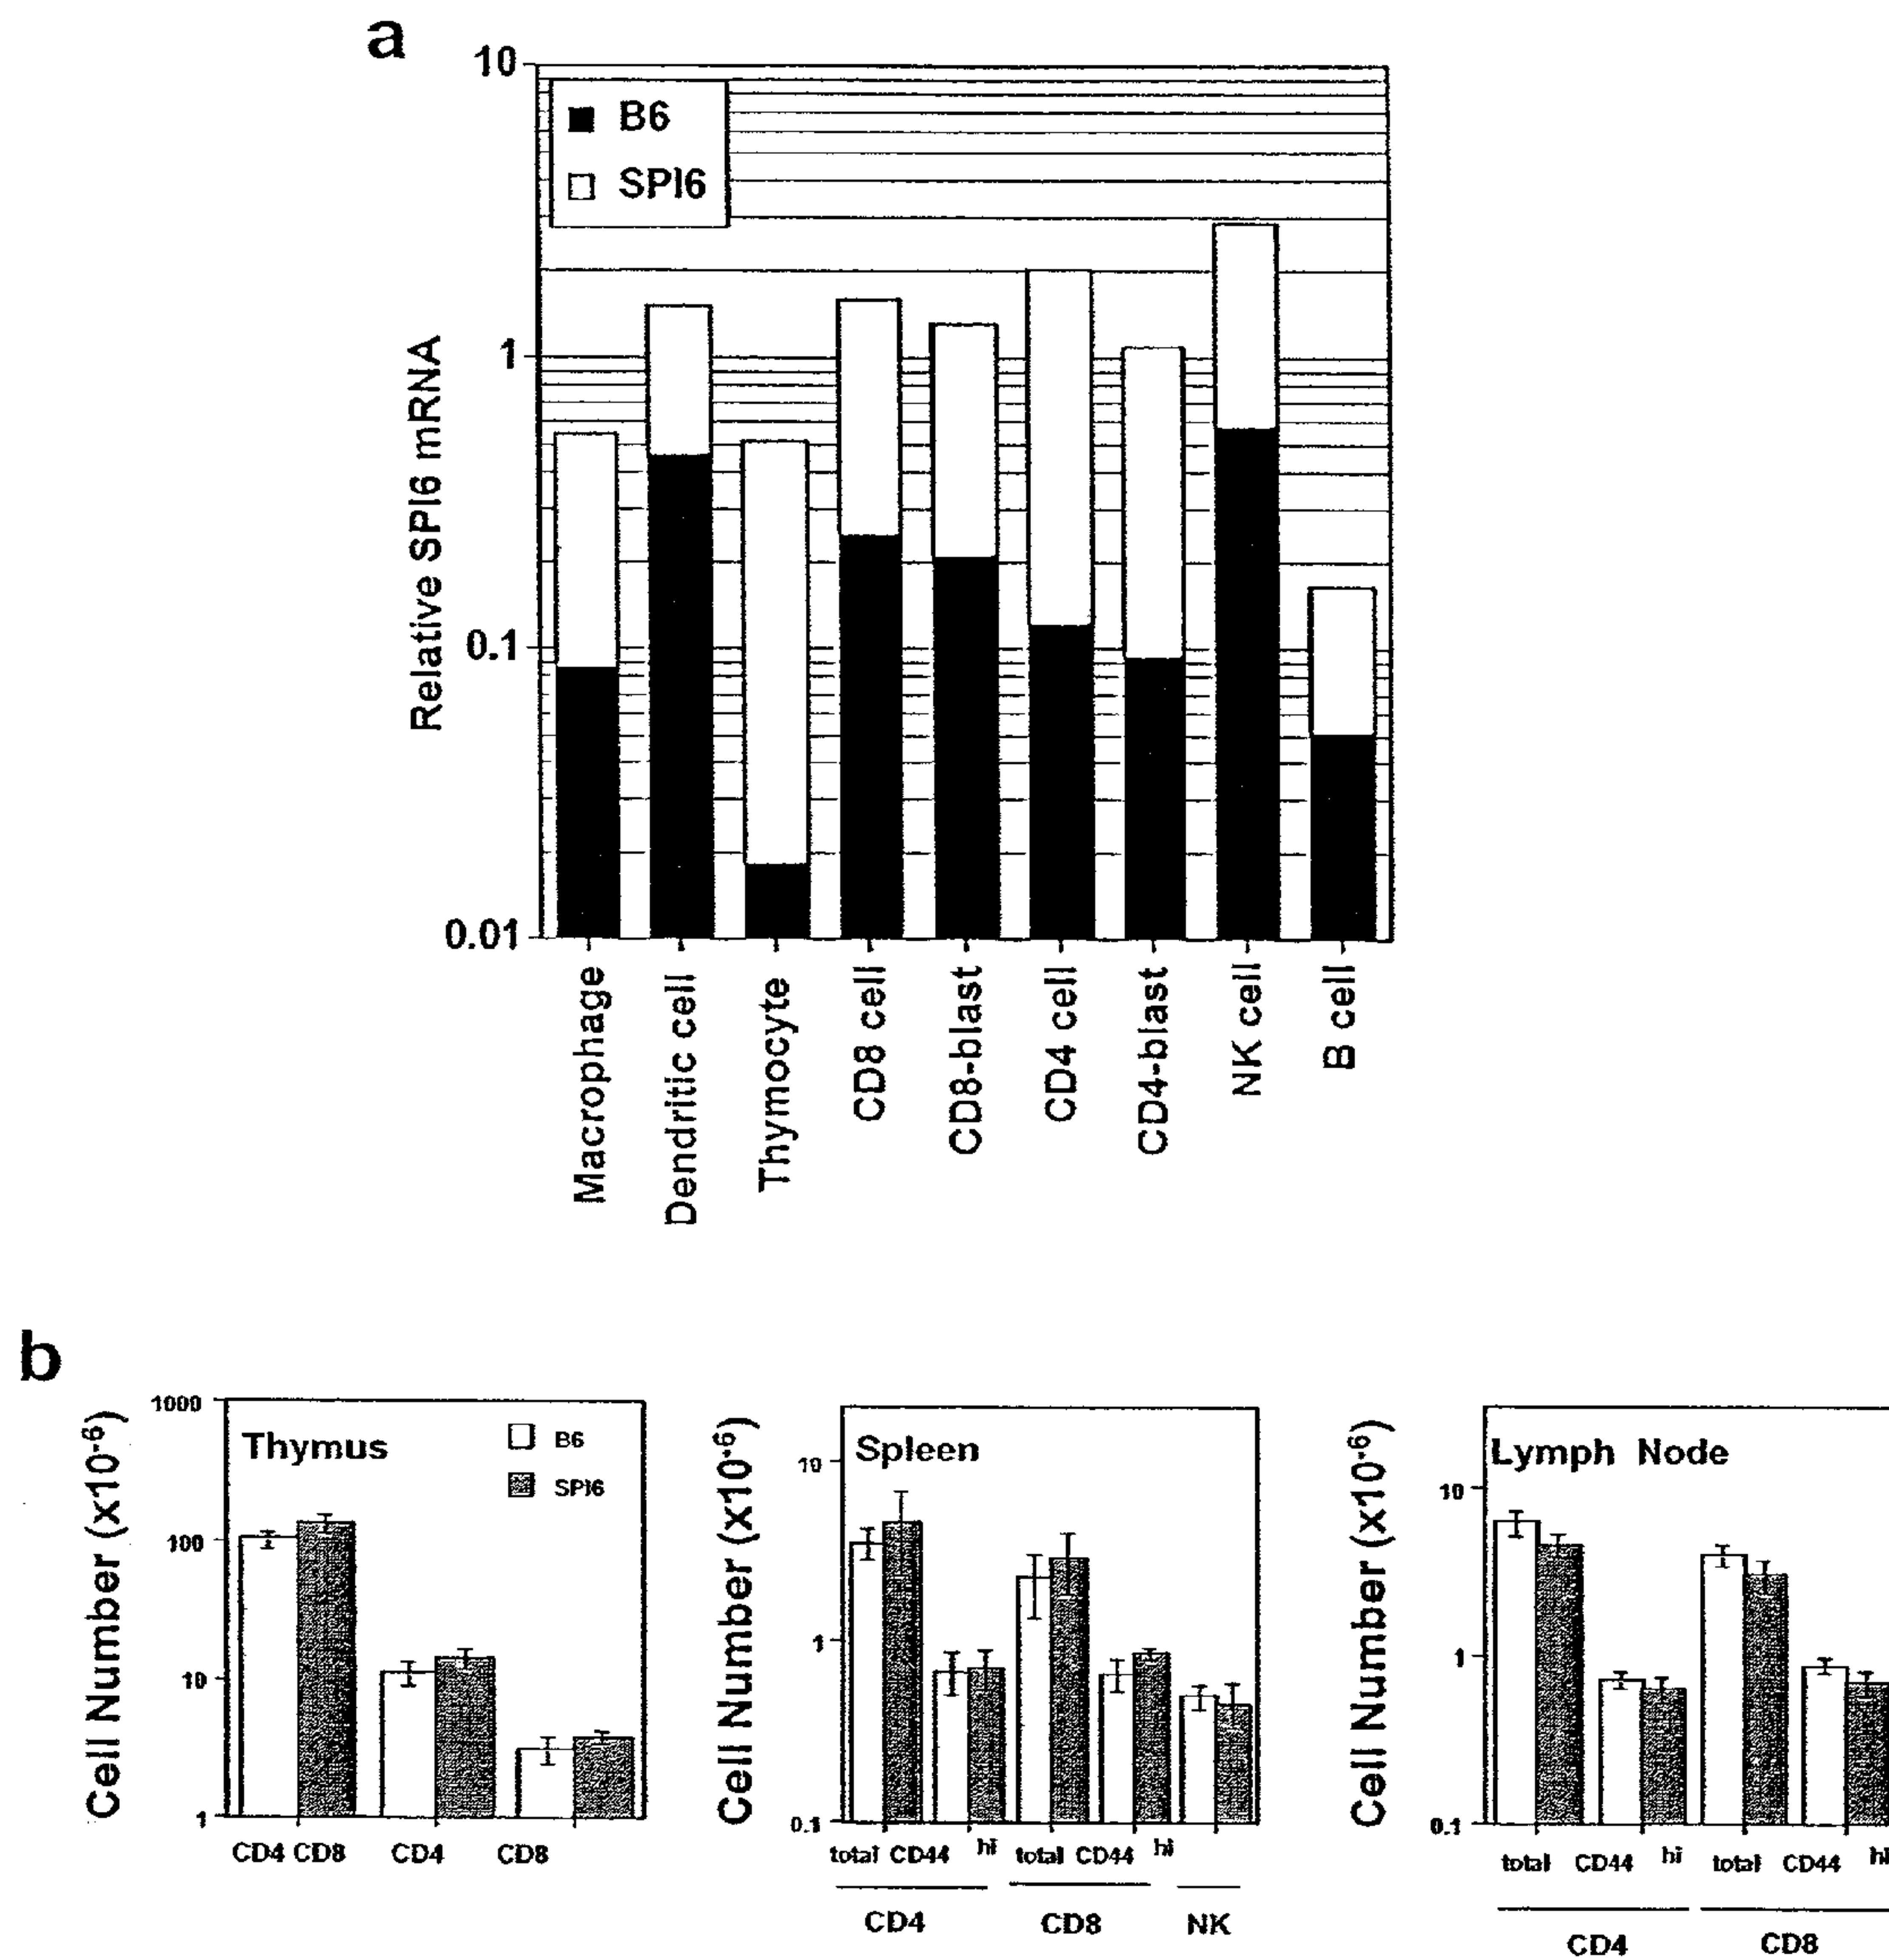 a
10
1
0.1
0.01
Relative SPI6 mRNA
B6
SPI6
Macrophage
Dendritic cell
Thymocyte
CD8 cell
CD8-blast
CD4 cell
CD4-blast
NK cell
B cell
b
Cell Number (x10-6)
1000
100
10
1
Thymus
B6
SPI6
CD4 CD8 CD4 CD8
Cell Number (x10-6)
10
1
0.1
Spleen
total CD44 hi total CD44 hi
CD4 CD8 NK
Cell Number (x10-6)
10
1
0.1
Lymph Node
total CD44 hi total CD44 hi
CD4 CD8